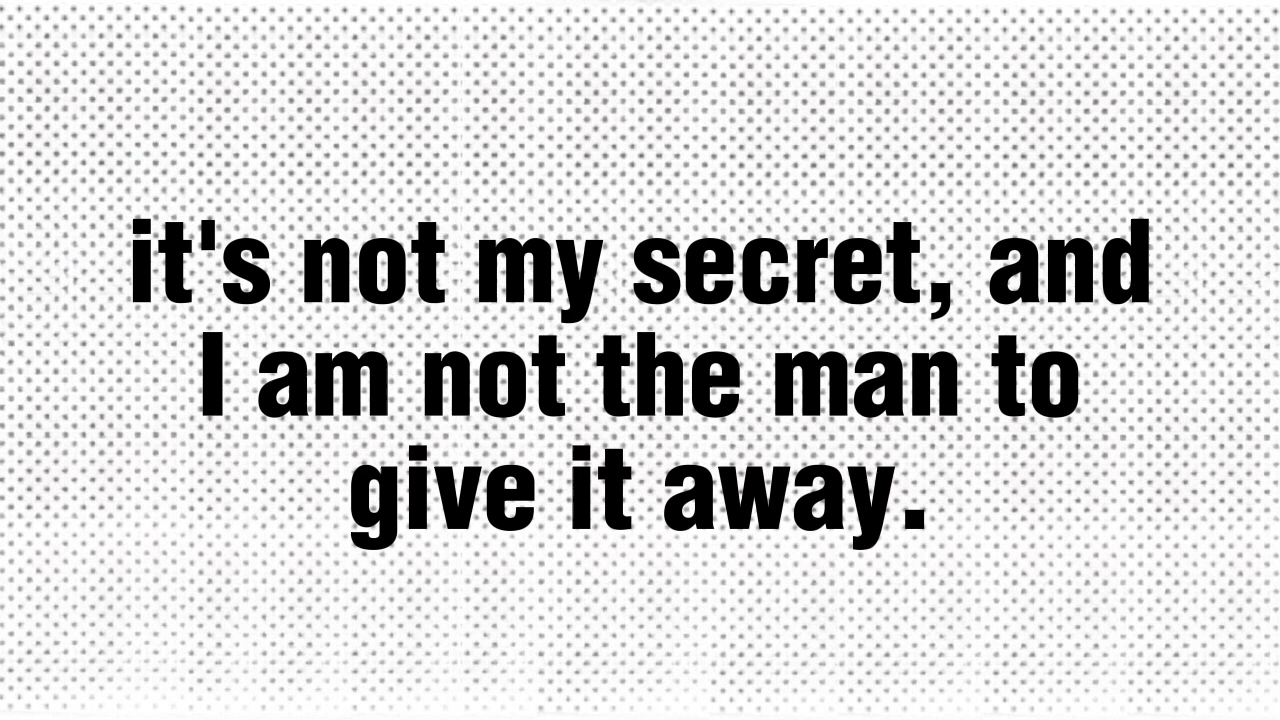 it's not my secret, and
I am not the man to
give it away.